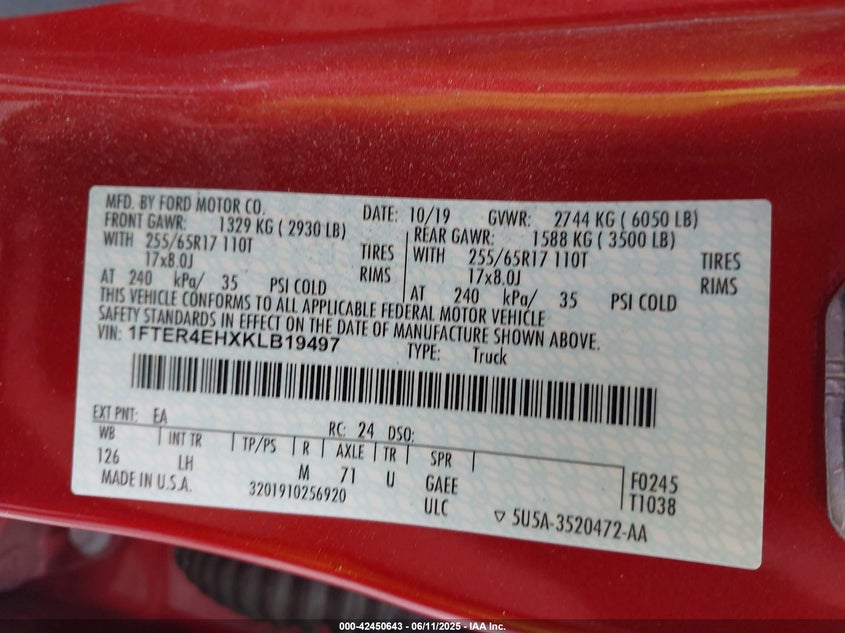 MFD. BY FORD MOTOR CO.
DATE: 10/19 GVWR: 2744 KG ( 6050 LB)
FRONT GAWR: 1329 KG ( 2930 LB) REAR GAWR: 1588 KG ( 3500 LB)
WITH 255/65R17 110T TIRES WITH 255/65R17 110T TIRES
17x8.0J RIMS 17x8.0J RIMS
AT 240 kPa/ 35 PSI COLD AT 240 kPa/ 35 PSI COLD
THIS VEHICLE CONFORMS TO ALL APPLICABLE FEDERAL MOTOR VEHICLE
SAFETY STANDARDS IN EFFECT ON THE DATE OF MANUFACTURE SHOWN ABOVE.
VIN: 1FTER4EHXKLB19497
TYPE: Truck
EXT PNT: EA RC: 24 DSO:
WB INT TR TP/PS R AXLE TR SPR
126 LH M 71 U GAEE F0245
MADE IN U.S.A. 3201910256920 ULC T1038
▽ 5U5A-3520472-AA
000-42450643 - 06/11/2025 - IAA Inc.